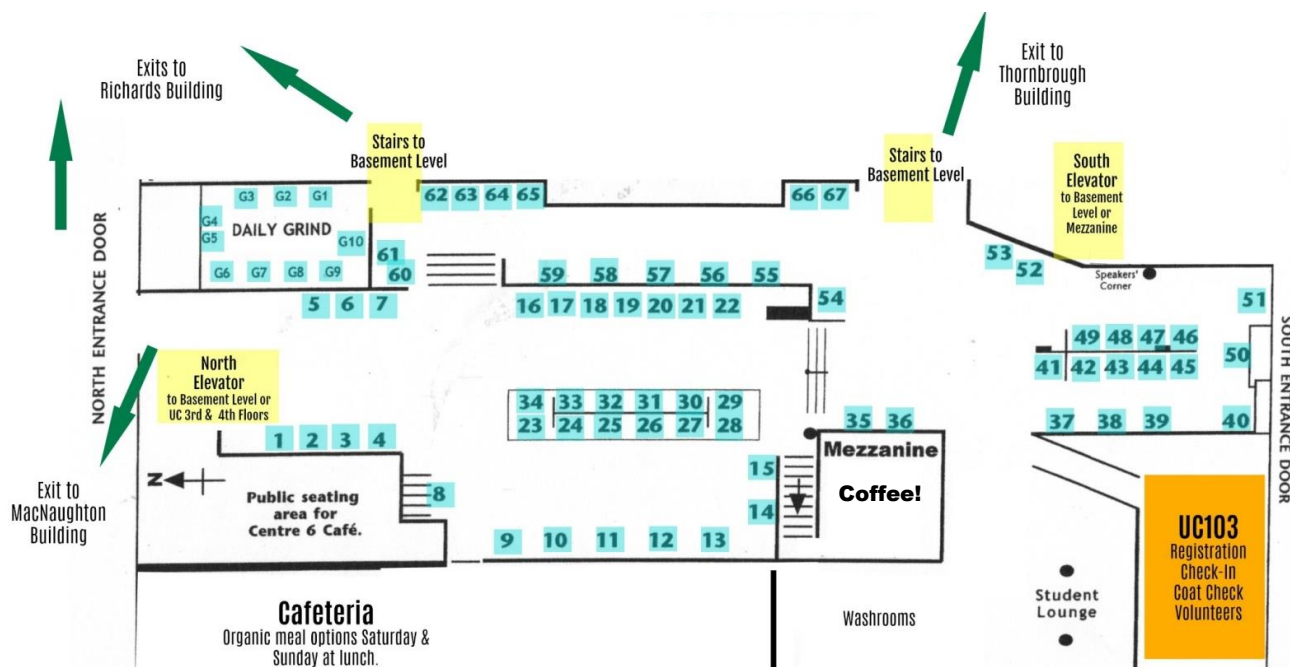 Exits to
Richards Building
Exit to
Thornbrough
Building
Stairs to
Basement Level
Stairs to
Basement Level
South
Elevator
to Basement
Level or
Mezzanine
G3 G2 G1
62 63 64 65
66 67
G4
DAILY GRIND
G5
G10
61
60
G6 G7 G8 G9
53
52
Speakers'
Corner
59 58 57 56 55
5 6 7
16 17 18 19 20 21 22
54
51
NORTH ENTRANCE DOOR
SOUTH ENTRANCE DOOR
49 48 47 46
50
41 42 43 44 45
North
Elevator
to Basement Level or
UC 3rd & 4th Floors
34 33 32 31 30 29
23 24 25 26 27 28
35 36
37 38 39 40
1 2 3 4
Mezzanine
Coffee!
15
14
N
Exit to
MacNaughton
Building
Public seating
area for
Centre 6 Café.
8
9 10 11 12 13
UC103
Registration
Check-In
Coat Check
Volunteers
Student
Lounge
Cafeteria
Organic meal options Saturday &
Sunday at lunch.
Washrooms